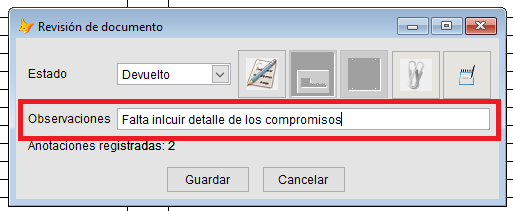 Revisión de documento
Estado Devuelto
Observaciones Falta inlcuir detalle de los compromisos
Anotaciones registradas: 2
Guardar Cancelar